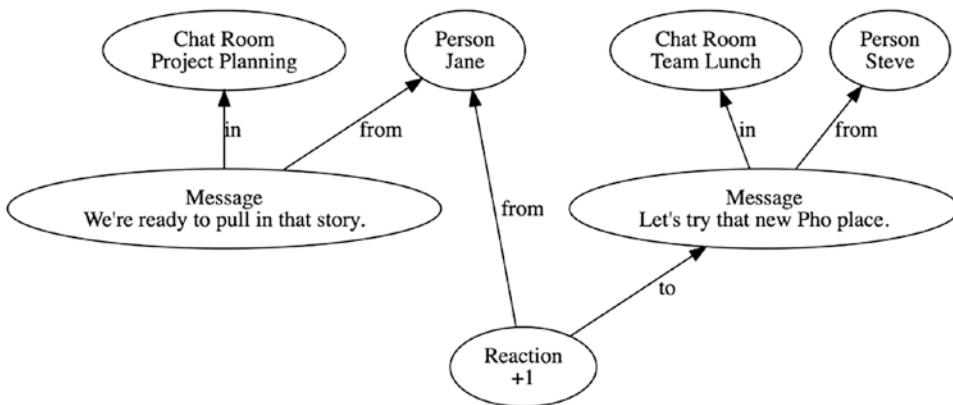 Chat Room
Project Planning
Person
Jane
Chat Room
Team Lunch
Person
Steve
in
from
in
from
Message
We're ready to pull in that story.
from
Message
Let's try that new Pho place.
to
Reaction
+1